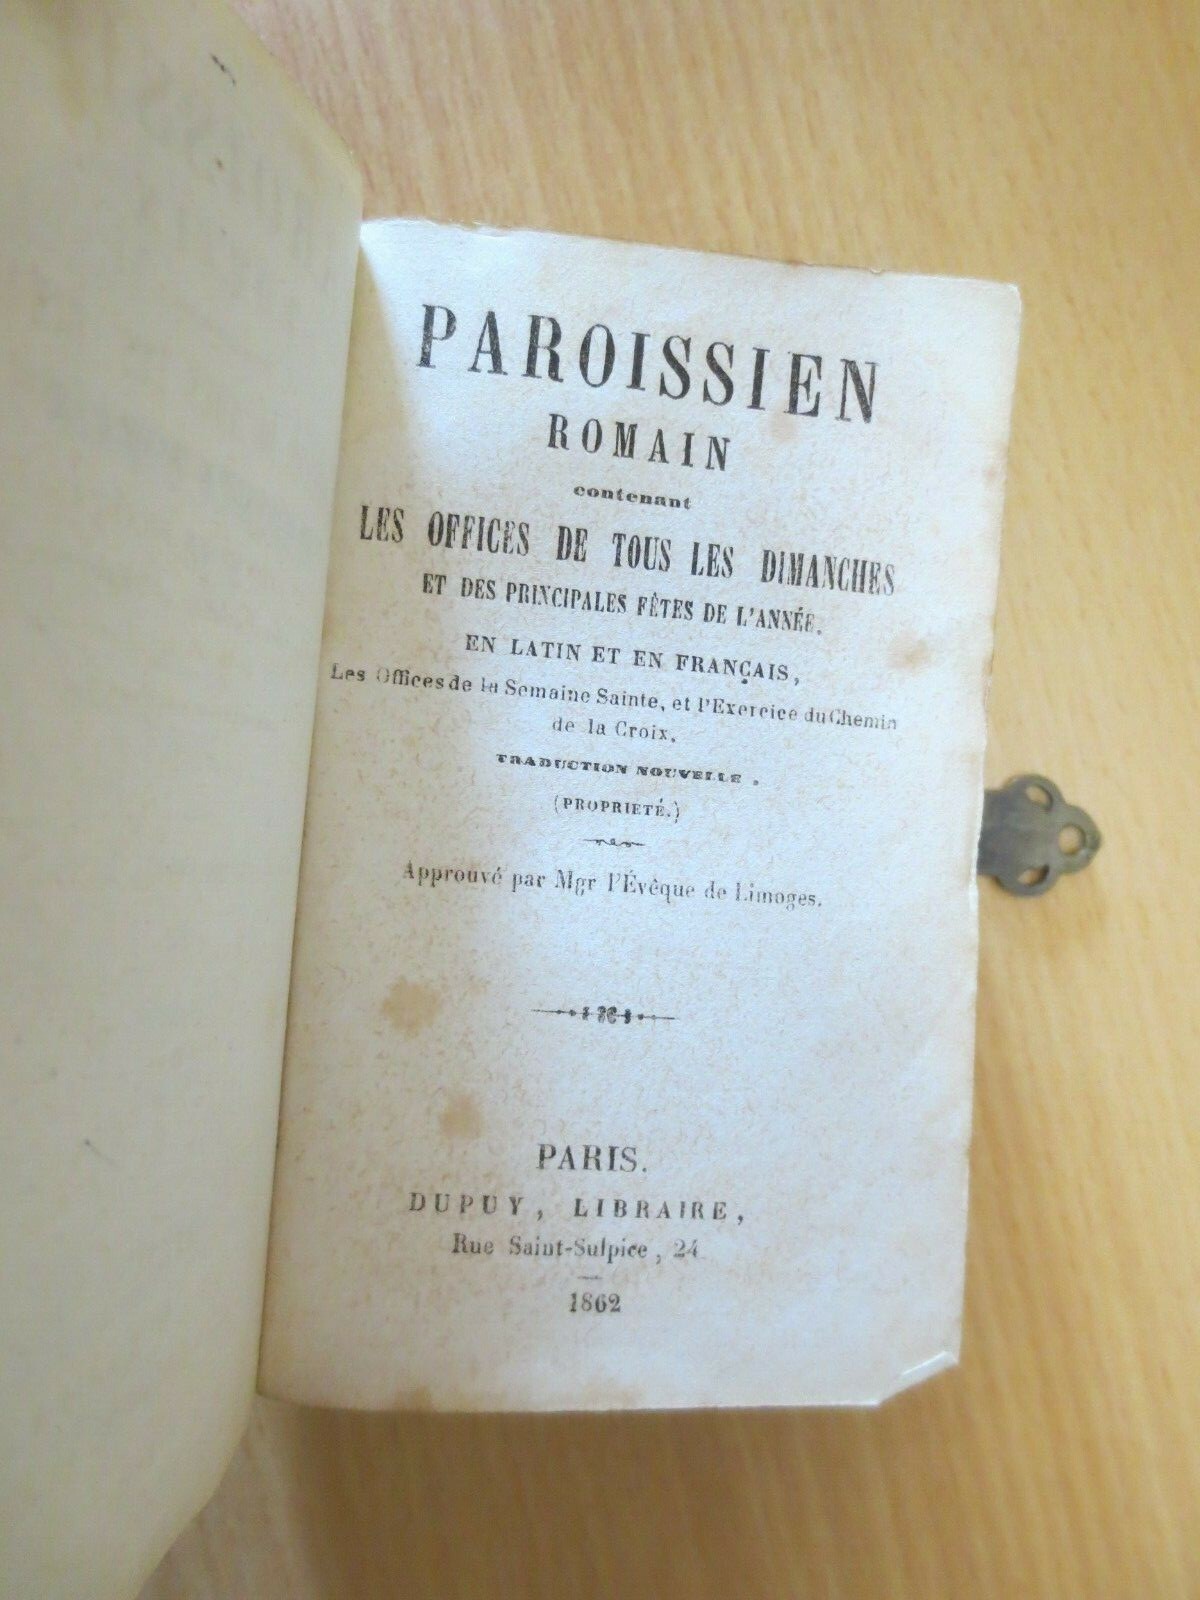 PAROISSIEN
ROMAIN
contenant
LES OFFICES DE TOUS LES DIMANCHES
ET DES PRINCIPALES FÊTES DE L'ANNÉE.
EN LATIN ET EN FRANÇAIS,
Les Offices de la Semaine Sainte, et l'Exercice du Chemin
de la Croix.
TRADUCTION NOUVELLE.
(PROPRIETÉ.)
Approuvé par Mgr l'Évêque de Limoges.
PARIS.
DUPUY, LIBRAIRE,
Rue Saint-Sulpice, 24
1862